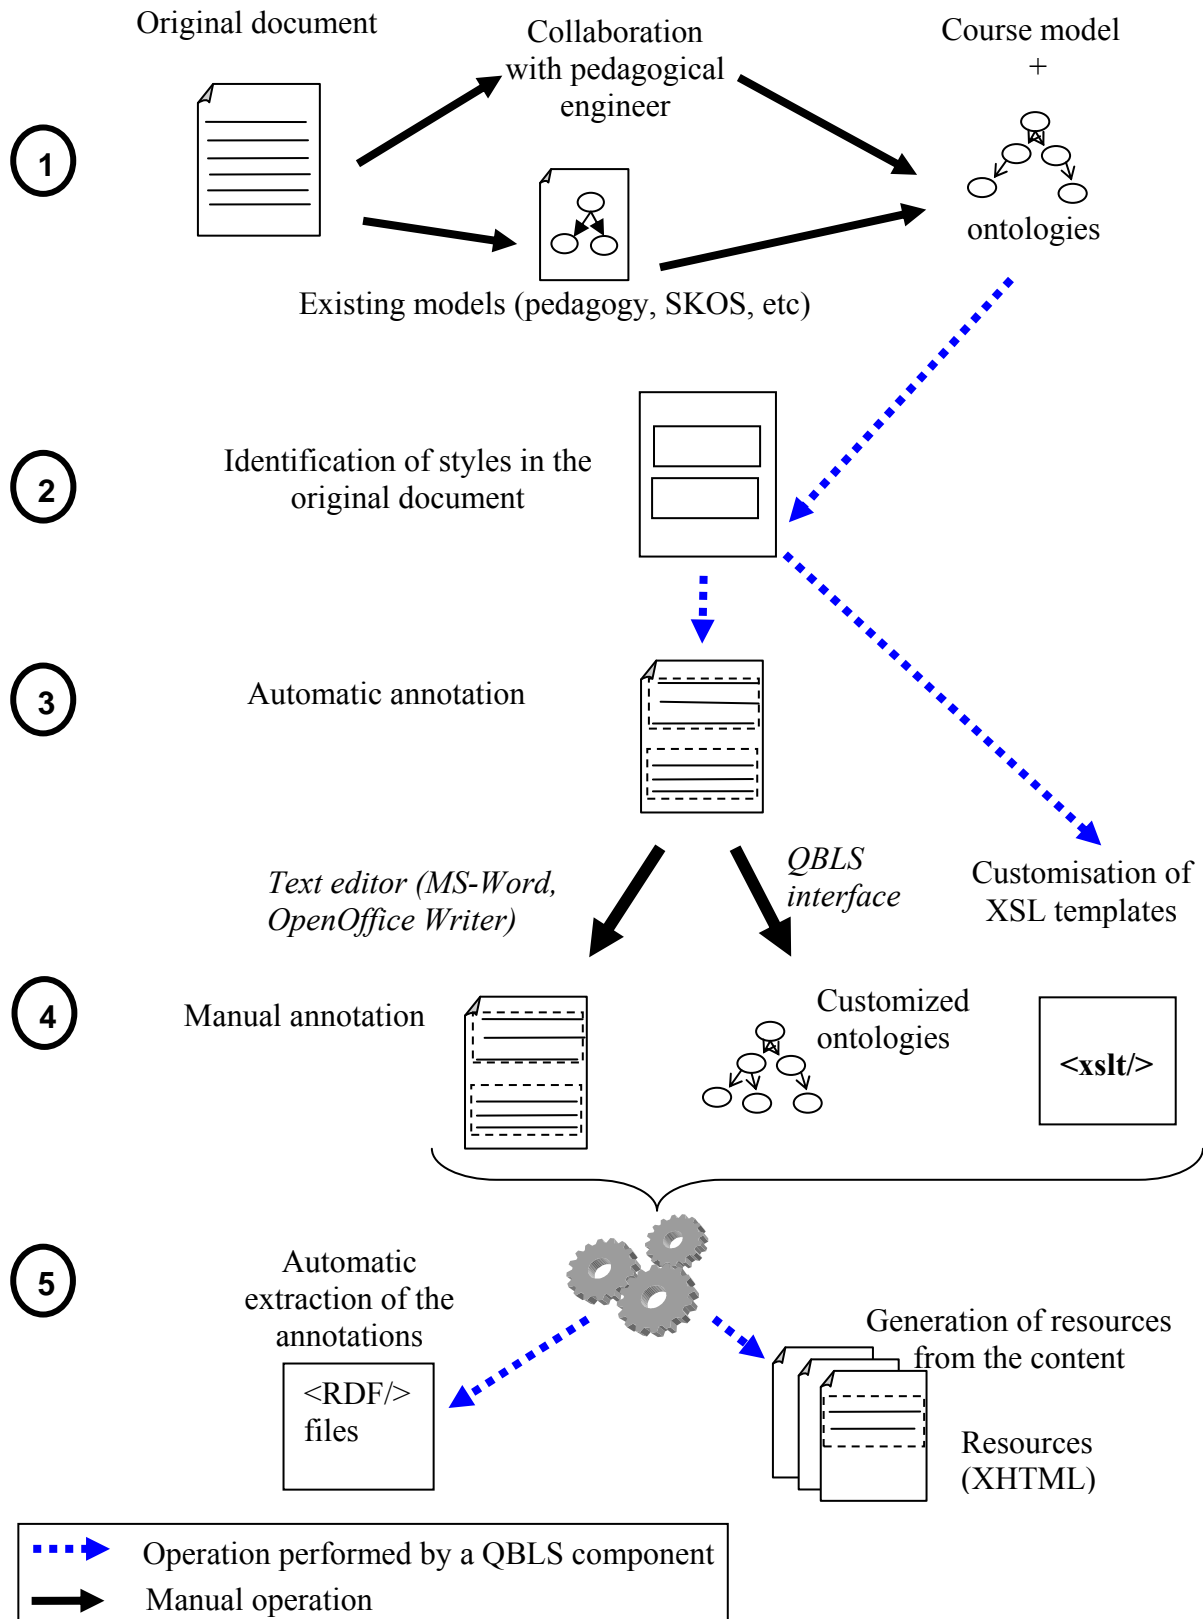 Original document
Collaboration
with pedagogical
engineer
Course model
+
1
ontologies
Existing models (pedagogy, SKOS, etc)
2
Identification of styles in the
original document
3
Automatic annotation
Text editor (MS-Word,
OpenOffice Writer)
QBLS
interface
Customisation of
XSL templates
4
Manual annotation
Customized
ontologies
<xslt/>
5
Automatic
extraction of the
annotations
<RDF/>
files
Generation of resources
from the content
Resources
(XHTML)
Operation performed by a QBLS component
Manual operation